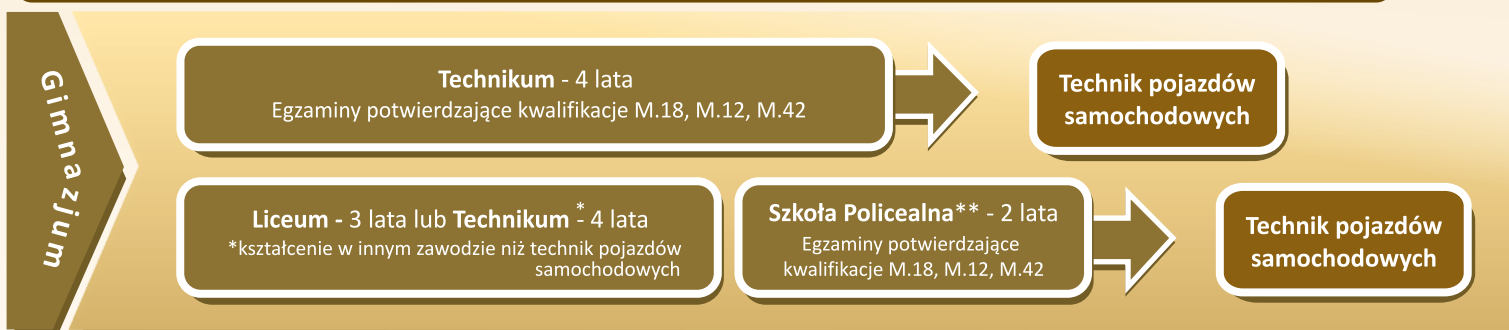 Gimnazjum
Technikum - 4 lata
Egzaminy potwierdzające kwalifikacje M.18, M.12, M.42
Technik pojazdów
samochodowych
Liceum - 3 lata lub Technikum * - 4 lata
*kształcenie w innym zawodzie niż technik pojazdów
samochodowych
Szkoła Policealna** - 2 lata
Egzaminy potwierdzające
kwalifikacje M.18, M.12, M.42
Technik pojazdów
samochodowych